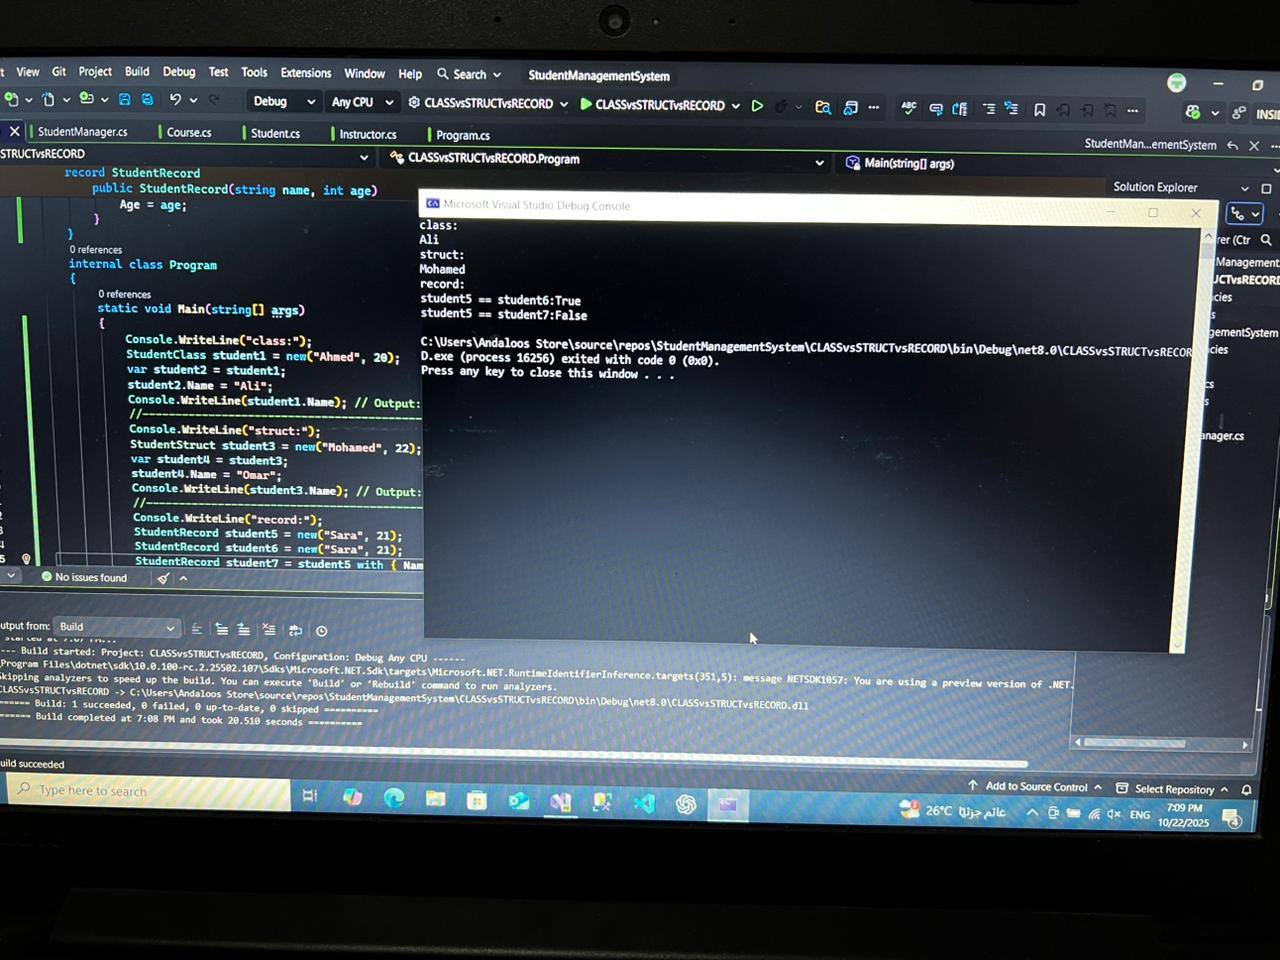 View Git Project Build Debug Test Tools Extensions Window Help Search StudentManagementSystem
Debug Any CPU CLASSvsSTRUCTvsRECORD CLASSvsSTRUCTvsRECORD
StudentManager.cs Course.cs Student.cs Instructor.cs Program.cs
StudentMan...ementSystem
STRUCTvsRECORD CLASSvsSTRUCTvsRECORD.Program Main(string[] args)
record StudentRecord
public StudentRecord(string name, int age)
Age = age;
}
}
0 references
internal class Program
{
0 references
static void Main(string[] args)
{
Console.WriteLine("class:");
StudentClass student1 = new("Ahmed", 20);
var student2 = student1;
student2.Name = "Ali";
Console.WriteLine(student1.Name); // Output:
//----------------------------------------
Console.WriteLine("struct:");
StudentStruct student3 = new("Mohamed", 22);
var student4 = student3;
student4.Name = "Omar";
Console.WriteLine(student3.Name); // Output:
//----------------------------------------
Console.WriteLine("record:");
StudentRecord student5 = new("Sara", 21);
StudentRecord student6 = new("Sara", 21);
StudentRecord student7 = student5 with { Nam
No issues found
Microsoft Visual Studio Debug Console
class:
Ali
struct:
Mohamed
record:
student5 == student6:True
student5 == student7:False
C:\Users\Andaloos Store\source\repos\StudentManagementSystem\CLASSvsSTRUCTvsRECORD\bin\Debug\net8.0\CLASSvsSTRUCTvsRECOR
D.exe (process 16256) exited with code 0 (0x0).
Press any key to close this window . . .
Solution Explorer
rer (Ctr
Management
UCTvsRECORD
cies
gementSystem
cies
cs
s
anager.cs
utput from: Build
--- Build started: Project: CLASSvsSTRUCTvsRECORD, Configuration: Debug Any CPU ------
Program Files\dotnet\sdk\10.0.100-rc.2.25502.107\Sdks\Microsoft.NET.Sdk\targets\Microsoft.NET.RuntimeIdentifierInference.targets(351,5): message NETSDK1057: You are using a preview version of .NET.
Skipping analyzers to speed up the build. You can execute 'Build' or 'Rebuild' command to run analyzers.
CLASSvsSTRUCTvsRECORD -> C:\Users\Andaloos Store\source\repos\StudentManagementSystem\CLASSvsSTRUCTvsRECORD\bin\Debug\net8.0\CLASSvsSTRUCTvsRECORD.dll
====== Build: 1 succeeded, 0 failed, 0 up-to-date, 0 skipped ==========
====== Build completed at 7:08 PM and took 20.510 seconds ==========
uild succeeded
Add to Source Control Select Repository
Type here to search
26°C غائم جزئيًا ENG
7:09 PM
10/22/2025
4